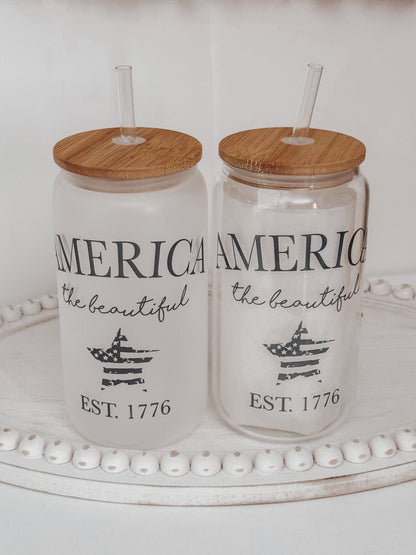 AMERICA
the beautiful
EST. 1776
AMERICA
the beautiful
EST. 1776